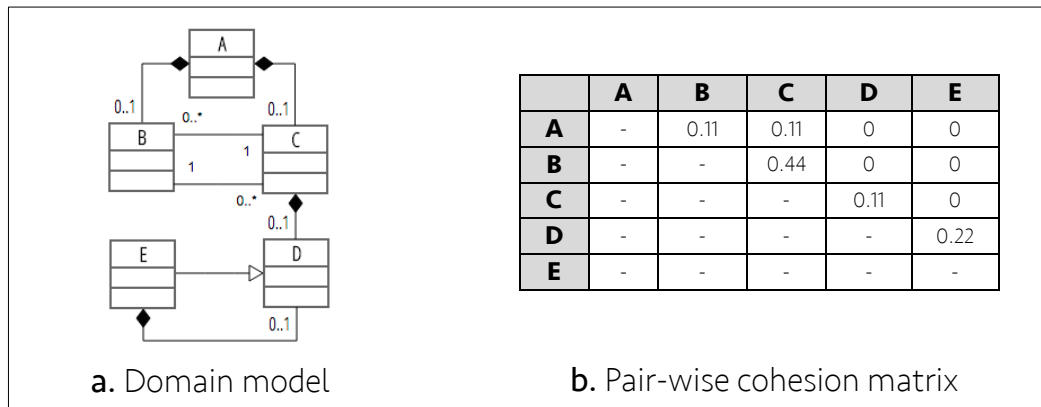 A
0..1
0..*
0..1
B
1
C
1
0..*
0..1
E
D
0..1
a. Domain model
A B C D E
A - 0.11 0.11 0 0
B - - 0.44 0 0
C - - - 0.11 0
D - - - - 0.22
E - - - - -
b. Pair-wise cohesion matrix